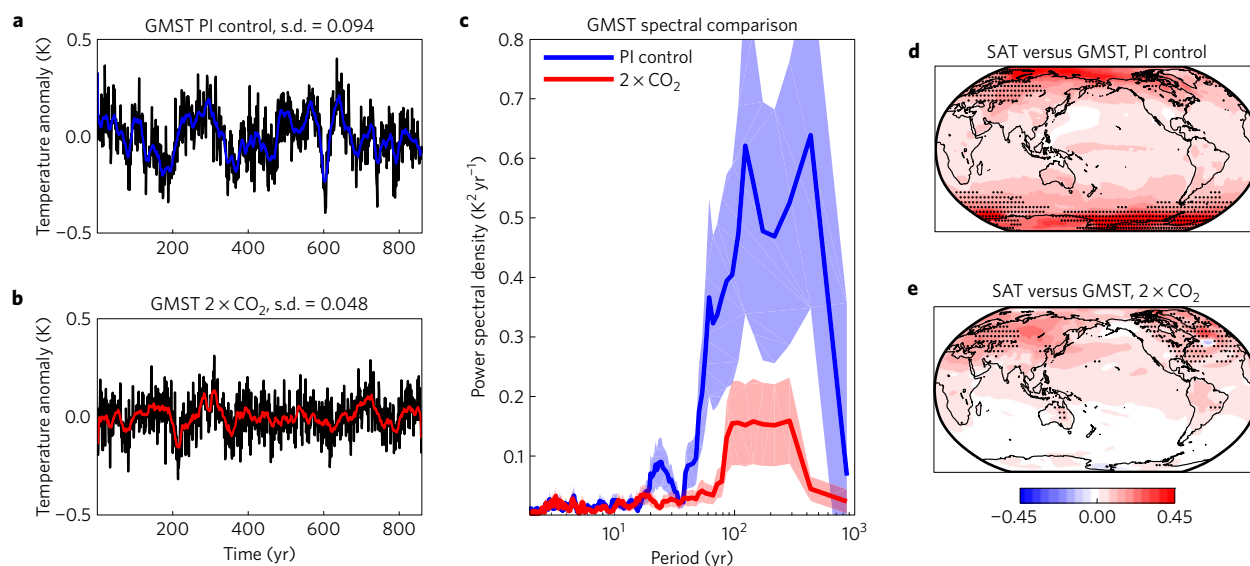 a
GMST PI control, s.d. = 0.094
Temperature anomaly (K)
0.5
0.0
−0.5
200
400
600
800
b
GMST 2 × CO₂, s.d. = 0.048
Temperature anomaly (K)
0.5
0.0
−0.5
200
400
600
800
Time (yr)
c
GMST spectral comparison
PI control
2 × CO₂
Power spectral density (K² yr⁻¹)
0.8
0.7
0.6
0.5
0.4
0.3
0.2
0.1
10¹
10²
10³
Period (yr)
d
SAT versus GMST, PI control
e
SAT versus GMST, 2 × CO₂
−0.45
0.00
0.45